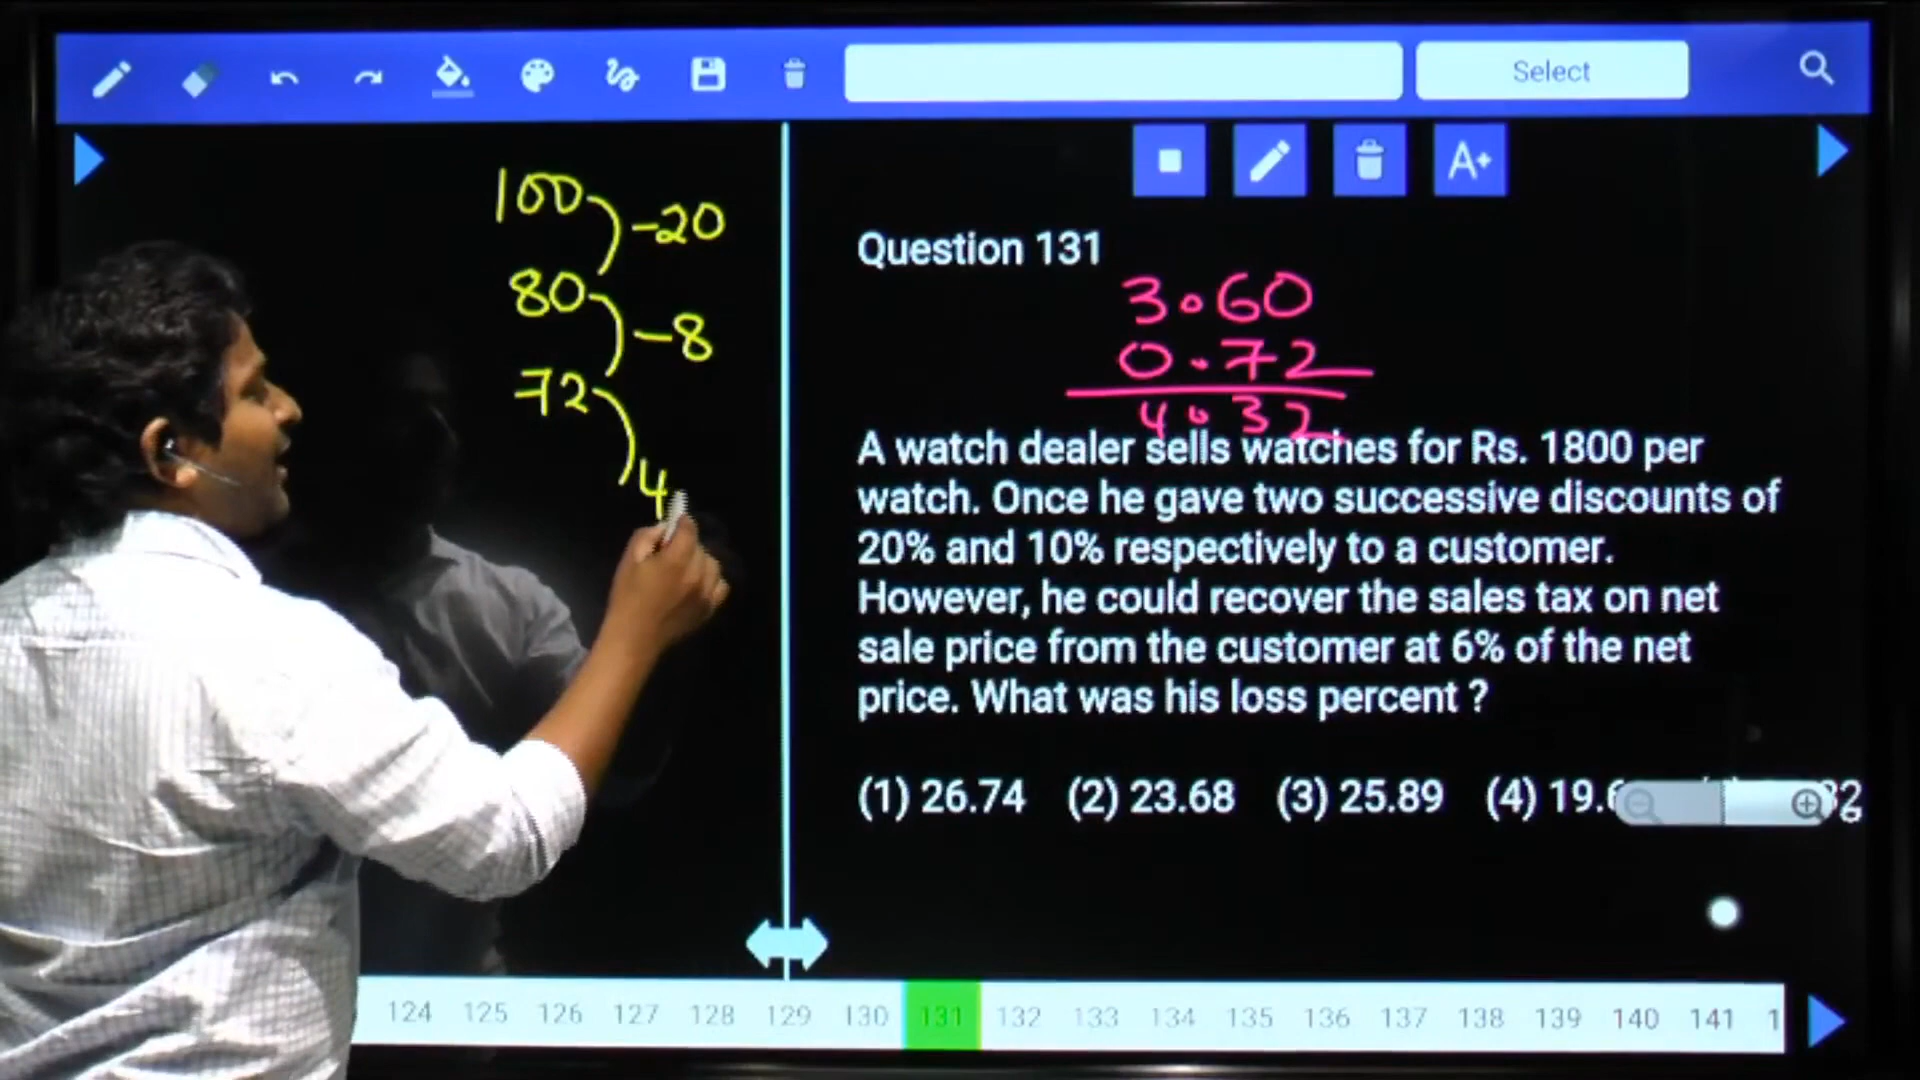 Select
A+
100
-20
80
-8
72
4
Question 131
3.60
0.72
4.32
A watch dealer sells watches for Rs. 1800 per
watch. Once he gave two successive discounts of
20% and 10% respectively to a customer.
However, he could recover the sales tax on net
sale price from the customer at 6% of the net
price. What was his loss percent ?
(1) 26.74 (2) 23.68 (3) 25.89 (4)
124 125 126 127 128 129 130 131 132 133 134 135 136 137 138 139 140 141 1